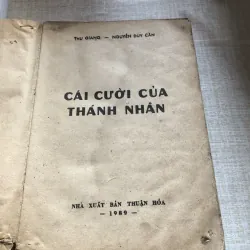 THU GIANG — NGUYỄN DUY CẦN
CÁI CƯỜI CỦA
THÁNH NHÂN
NHÀ XUẤT BẢN THUẬN HÓA
— 1989 —